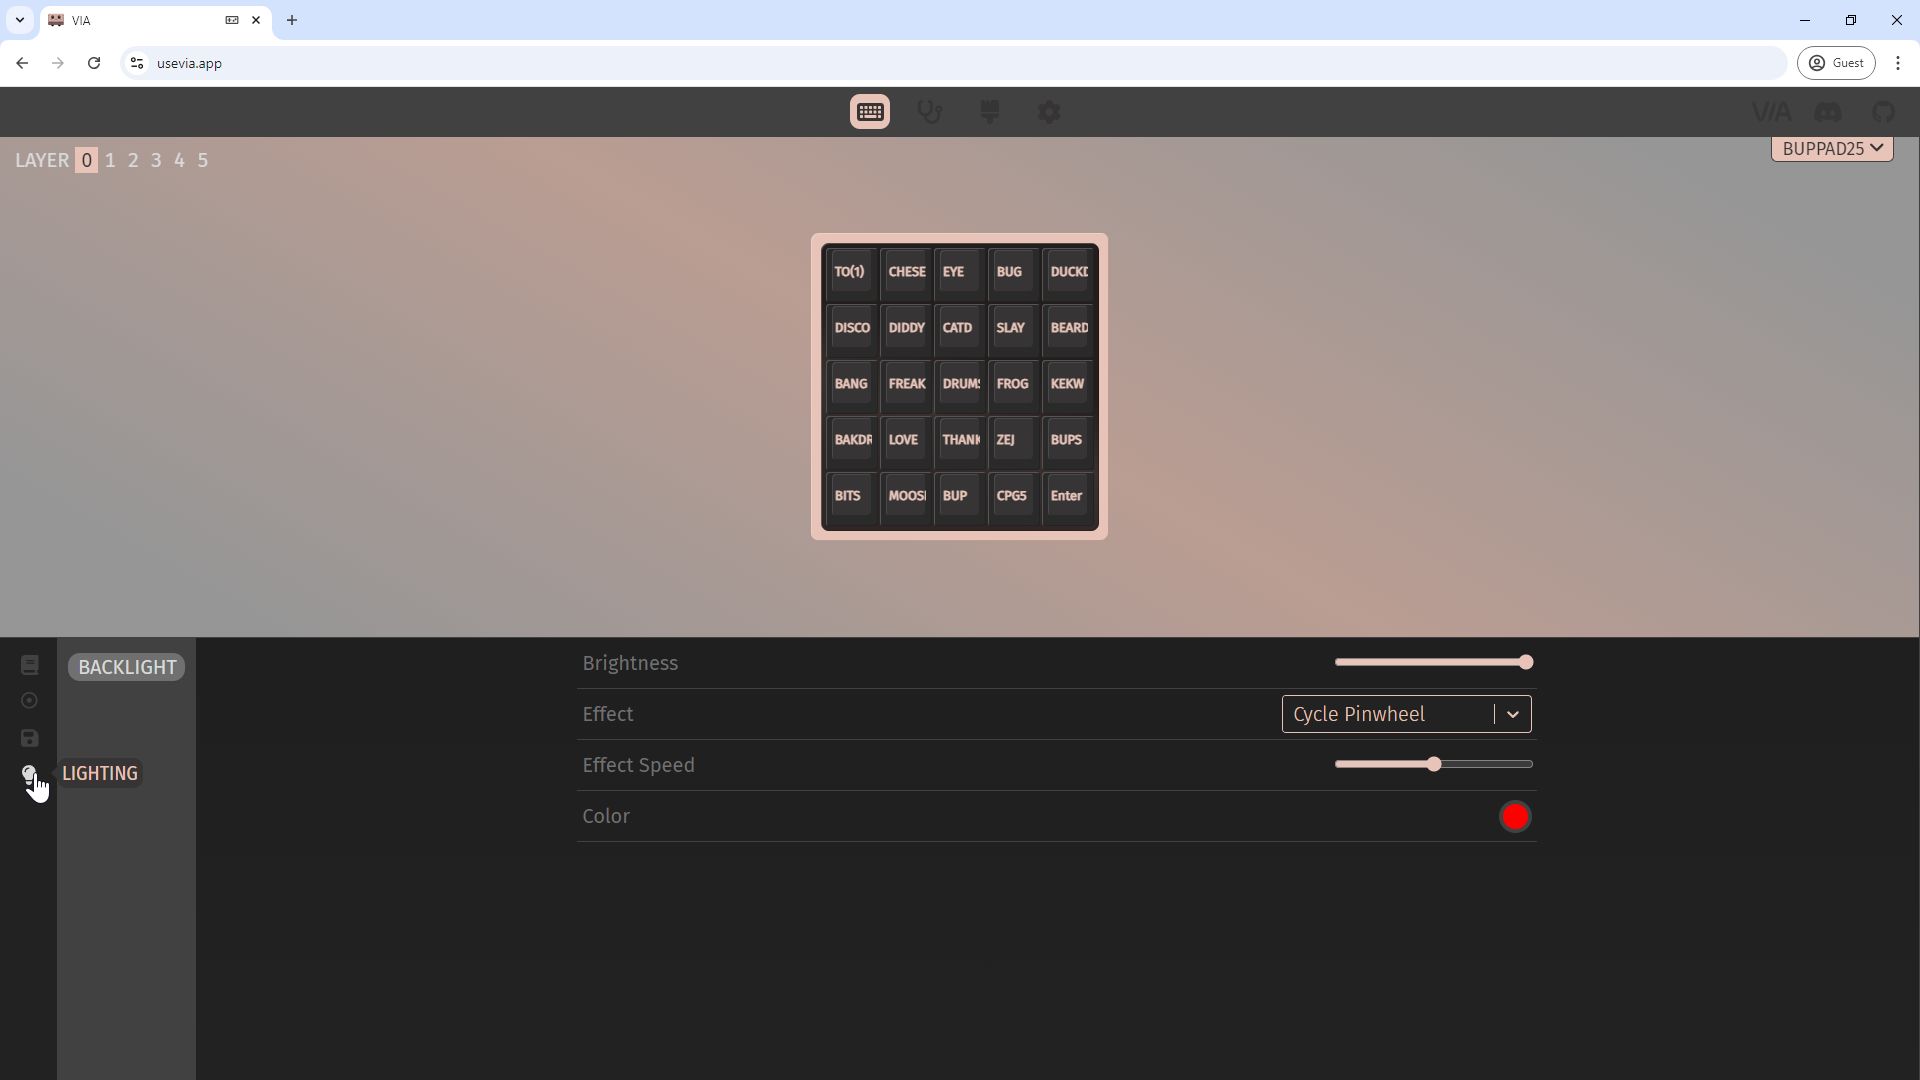 VIA
usevia.app
Guest
VIA
LAYER 0 1 2 3 4 5
BUPPAD25
TO(1) CHESE EYE BUG DUCKD
DISCO DIDDY CATD SLAY BEARD
BANG FREAK DRUMS FROG KEKW
BAKDR LOVE THANK ZEJ BUPS
BITS MOOSI BUP CPG5 Enter
BACKLIGHT
LIGHTING
Brightness
Effect Cycle Pinwheel
Effect Speed
Color